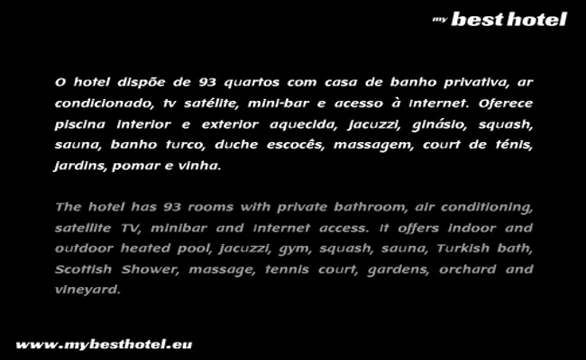 my best hotel
O hotel dispõe de 93 quartos com casa de banho privativa, ar
condicionado, tv satélite, mini-bar e acesso à Internet. Oferece
piscina interior e exterior aquecida, jacuzzi, ginásio, squash,
sauna, banho turco, duche escocês, massagem, court de ténis,
jardins, pomar e vinha.
The hotel has 93 rooms with private bathroom, air conditioning,
satellite TV, minibar and Internet access. It offers indoor and
outdoor heated pool, jacuzzi, gym, squash, sauna, Turkish bath,
Scottish Shower, massage, tennis court, gardens, orchard and
vineyard.
www.mybesthotel.eu